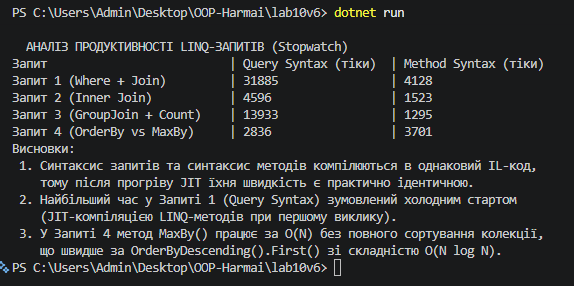 PS C:\Users\Admin\Desktop\OOP-Harmai\lab10v6> dotnet run
АНАЛІЗ ПРОДУКТИВНОСТІ LINQ-ЗАПИТІВ (Stopwatch)
Запит | Query Syntax (тіки) | Method Syntax (тіки)
Запит 1 (Where + Join) | 31885 | 4128
Запит 2 (Inner Join) | 4596 | 1523
Запит 3 (GroupJoin + Count) | 13933 | 1295
Запит 4 (OrderBy vs MaxBy) | 2836 | 3701
Висновки:
1. Синтаксис запитів та синтаксис методів компілюються в однаковий IL-код,
тому після прогріву JIT їхня швидкість є практично ідентичною.
2. Найбільший час у Запиті 1 (Query Syntax) зумовлений холодним стартом
(JIT-компіляцією LINQ-методів при першому виклику).
3. У Запиті 4 метод MaxBy() працює за O(N) без повного сортування колекції,
що швидше за OrderByDescending().First() зі складністю O(N log N).
PS C:\Users\Admin\Desktop\OOP-Harmai\lab10v6>